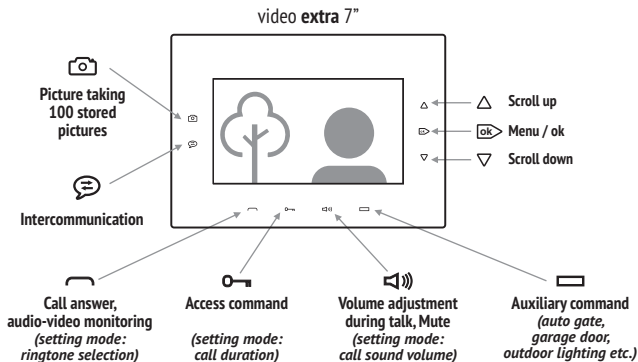 video extra 7”
Picture taking
100 stored
pictures
Intercommunication
Scroll up
ok Menu / ok
Scroll down
Call answer,
audio-video monitoring
(setting mode:
ringtone selection)
Access command
(setting mode:
call duration)
Volume adjustment
during talk, Mute
(setting mode:
call sound volume)
Auxiliary command
(auto gate,
garage door,
outdoor lighting etc.)